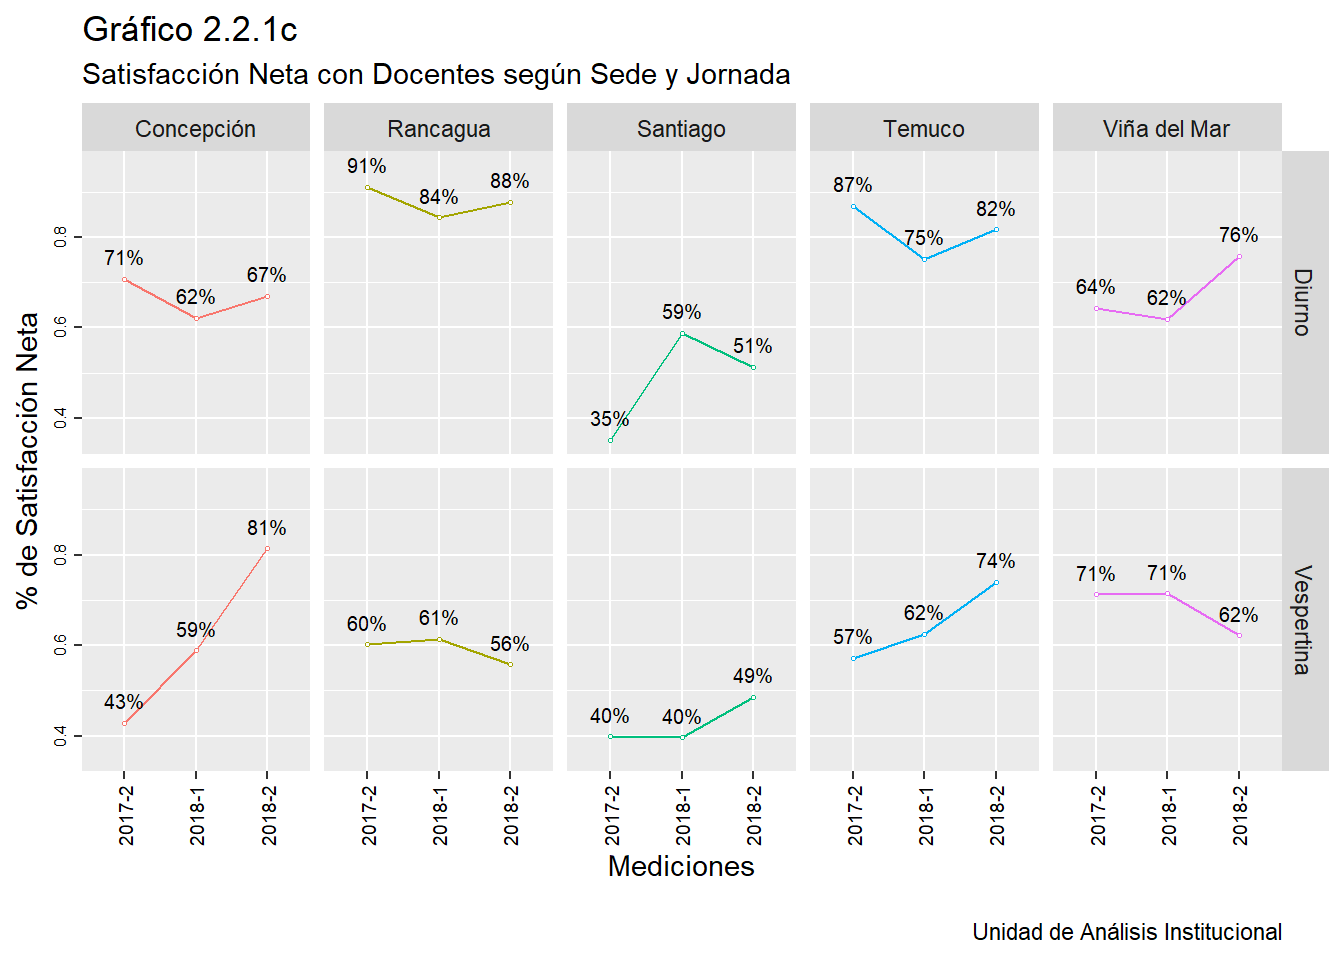 Gráfico 2.2.1c
Satisfacción Neta con Docentes según Sede y Jornada
Concepción Rancagua Santiago Temuco Viña del Mar
% de Satisfacción Neta
Diurno
0.8
0.6
0.4
71% 62% 67%
91% 84% 88%
35% 59% 51%
87% 75% 82%
64% 62% 76%
Vespertina
0.8
0.6
0.4
43% 59% 81%
60% 61% 56%
40% 40% 49%
57% 62% 74%
71% 71% 62%
2017-2 2018-1 2018-2 2017-2 2018-1 2018-2 2017-2 2018-1 2018-2 2017-2 2018-1 2018-2 2017-2 2018-1 2018-2
Mediciones
Unidad de Análisis Institucional